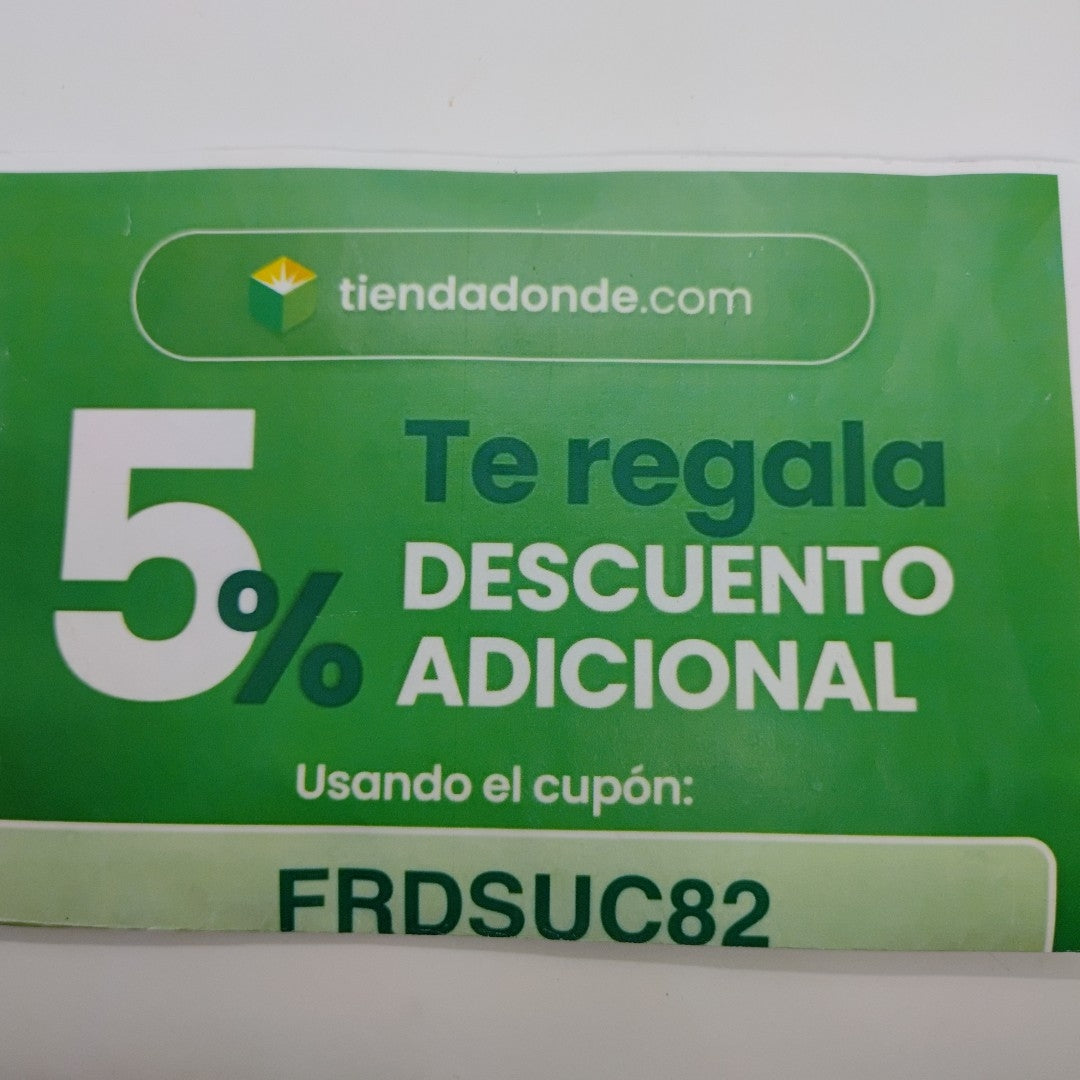 tiendadonde.com
5%
Te regala
DESCUENTO
ADICIONAL
Usando el cupón:
FRDSUC82